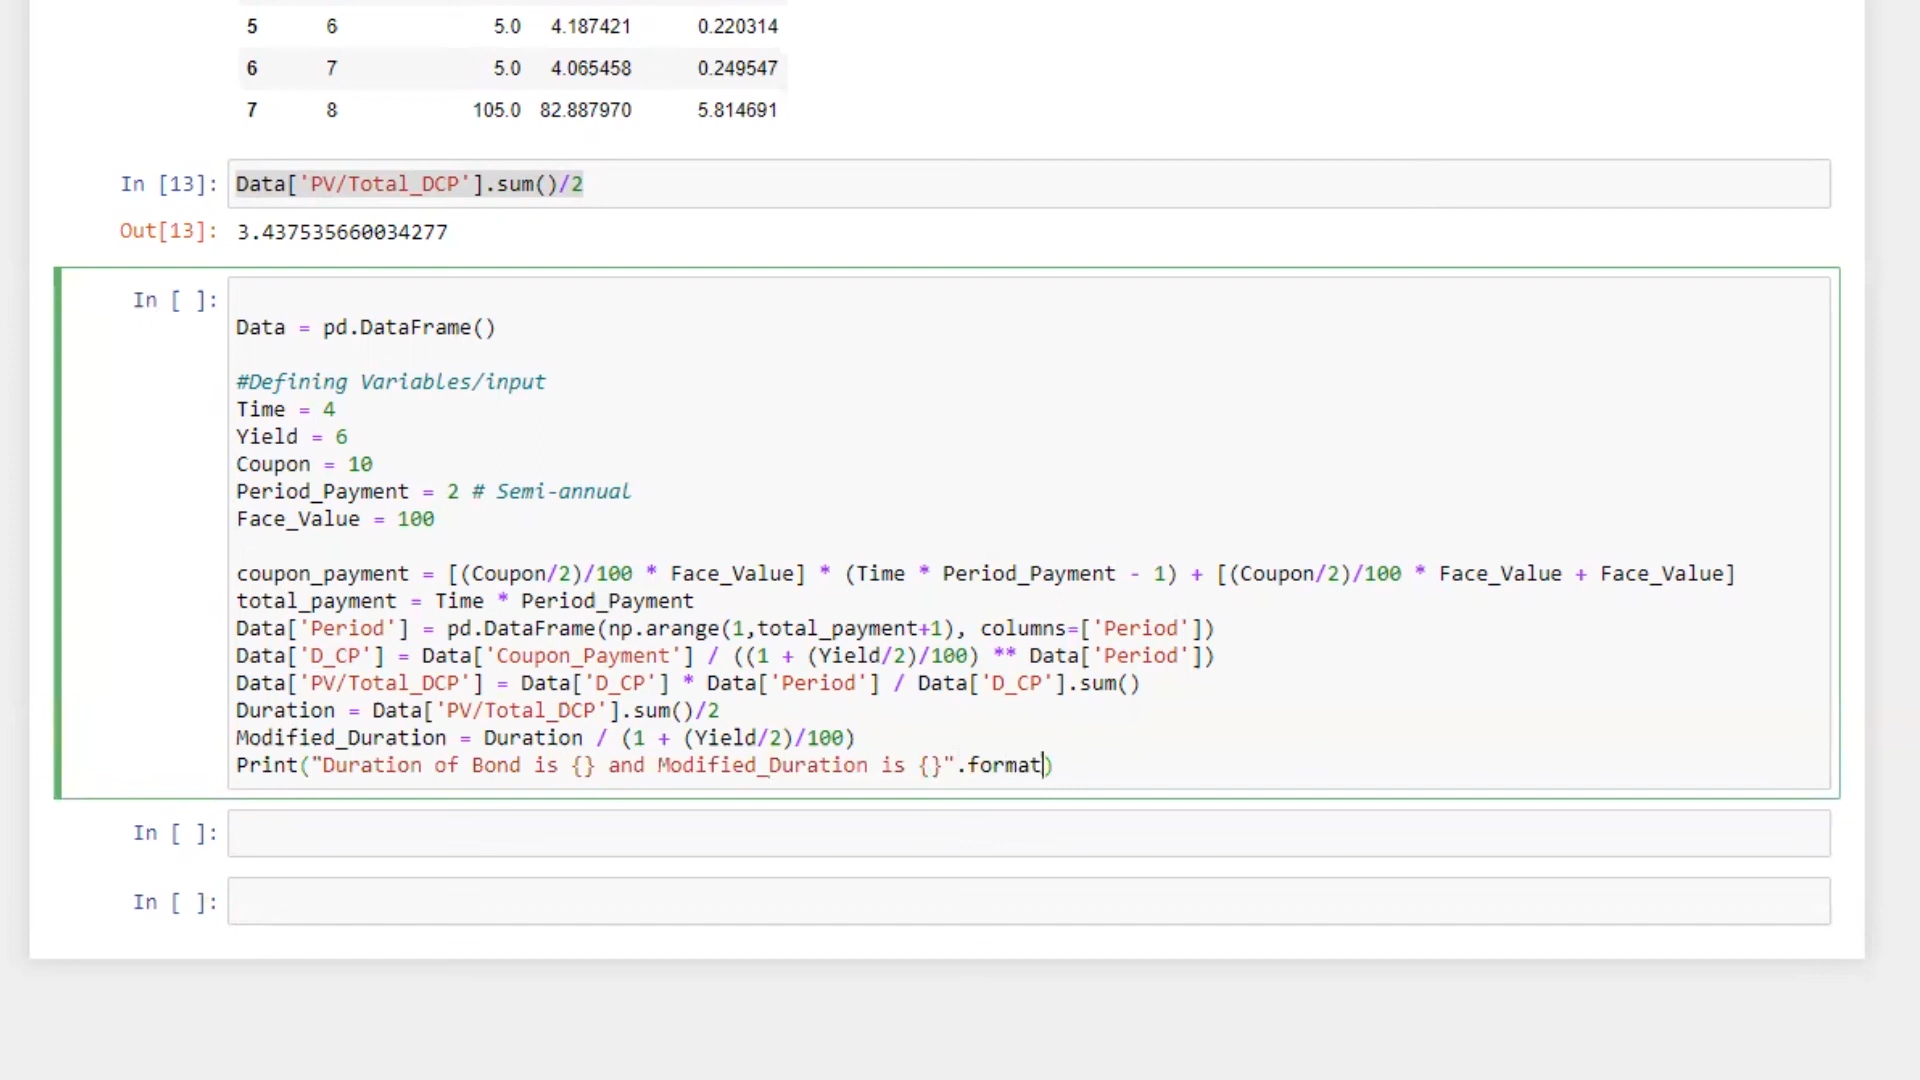 5 6 5.0 4.187421 0.220314
6 7 5.0 4.065458 0.249547
7 8 105.0 82.887970 5.814691
In [13]: Data['PV/Total_DCP'].sum()/2
Out[13]: 3.437535660034277
In [ ]:
Data = pd.DataFrame()
#Defining Variables/input
Time = 4
Yield = 6
Coupon = 10
Period_Payment = 2 # Semi-annual
Face_Value = 100
coupon_payment = [(Coupon/2)/100 * Face_Value] * (Time * Period_Payment - 1) + [(Coupon/2)/100 * Face_Value + Face_Value]
total_payment = Time * Period_Payment
Data['Period'] = pd.DataFrame(np.arange(1,total_payment+1), columns=['Period'])
Data['D_CP'] = Data['Coupon_Payment'] / ((1 + (Yield/2)/100) ** Data['Period'])
Data['PV/Total_DCP'] = Data['D_CP'] * Data['Period'] / Data['D_CP'].sum()
Duration = Data['PV/Total_DCP'].sum()/2
Modified_Duration = Duration / (1 + (Yield/2)/100)
Print("Duration of Bond is {} and Modified_Duration is {}".format)
In [ ]:
In [ ]: